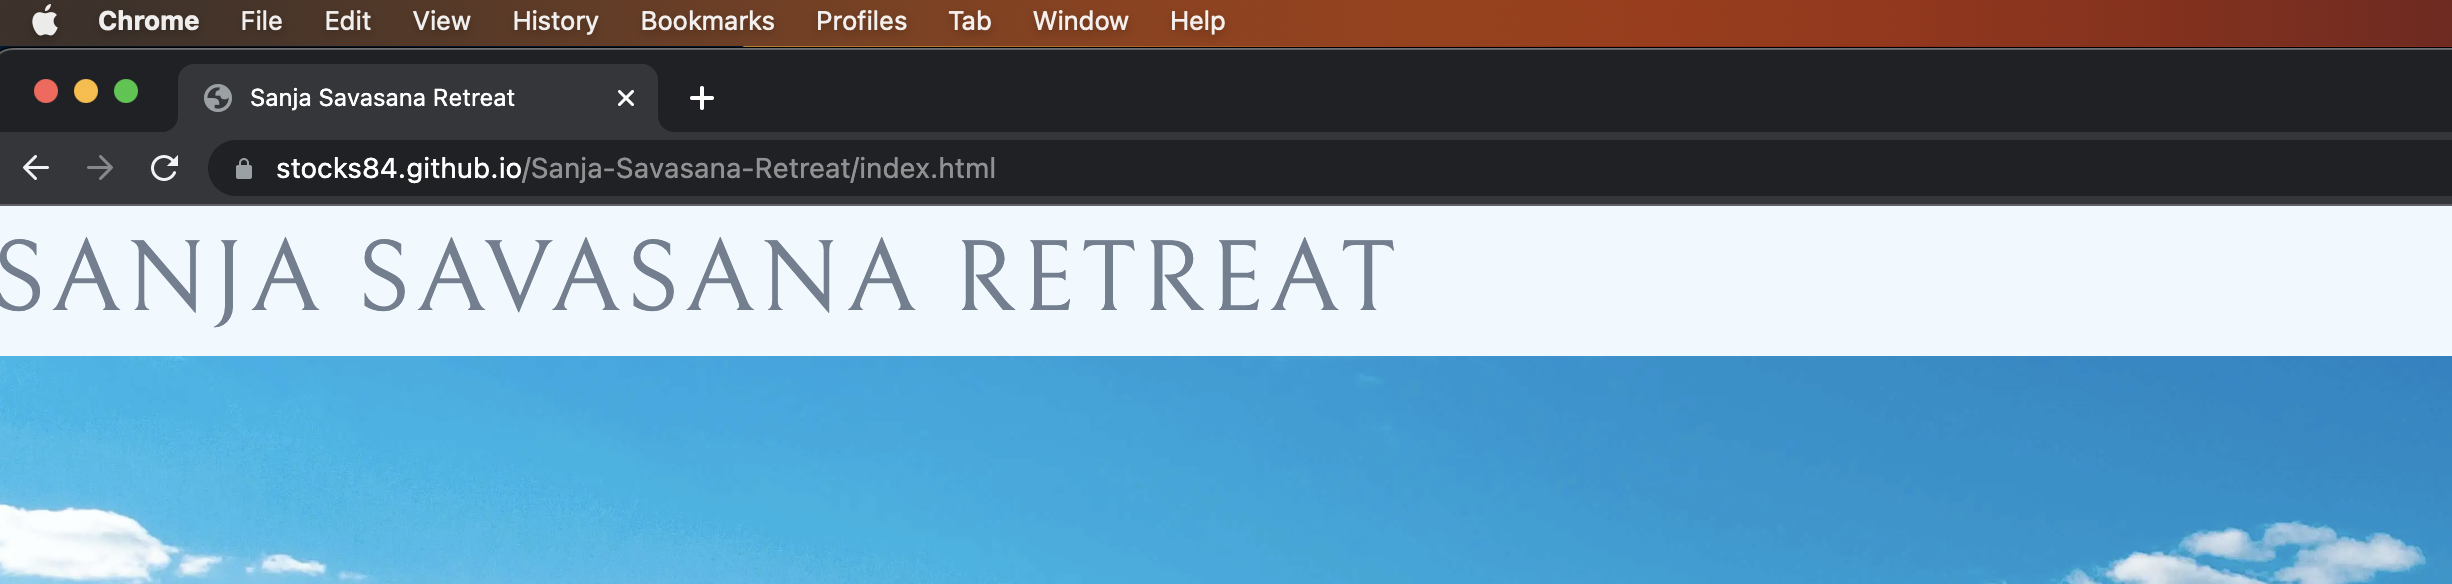 Chrome File Edit View History Bookmarks Profiles Tab Window Help
Sanja Savasana Retreat
stocks84.github.io/Sanja-Savasana-Retreat/index.html
SANJA SAVASANA RETREAT